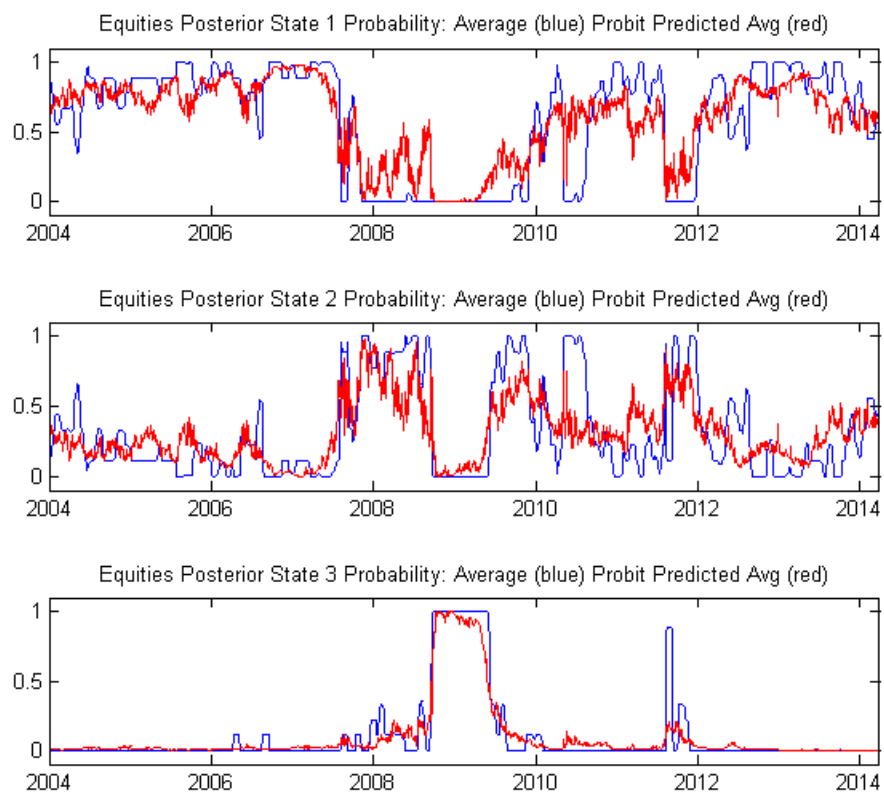 Equities Posterior State 1 Probability: Average (blue) Probit Predicted Avg (red)
1
0.5
0
2004 2006 2008 2010 2012 2014
Equities Posterior State 2 Probability: Average (blue) Probit Predicted Avg (red)
1
0.5
0
2004 2006 2008 2010 2012 2014
Equities Posterior State 3 Probability: Average (blue) Probit Predicted Avg (red)
1
0.5
0
2004 2006 2008 2010 2012 2014